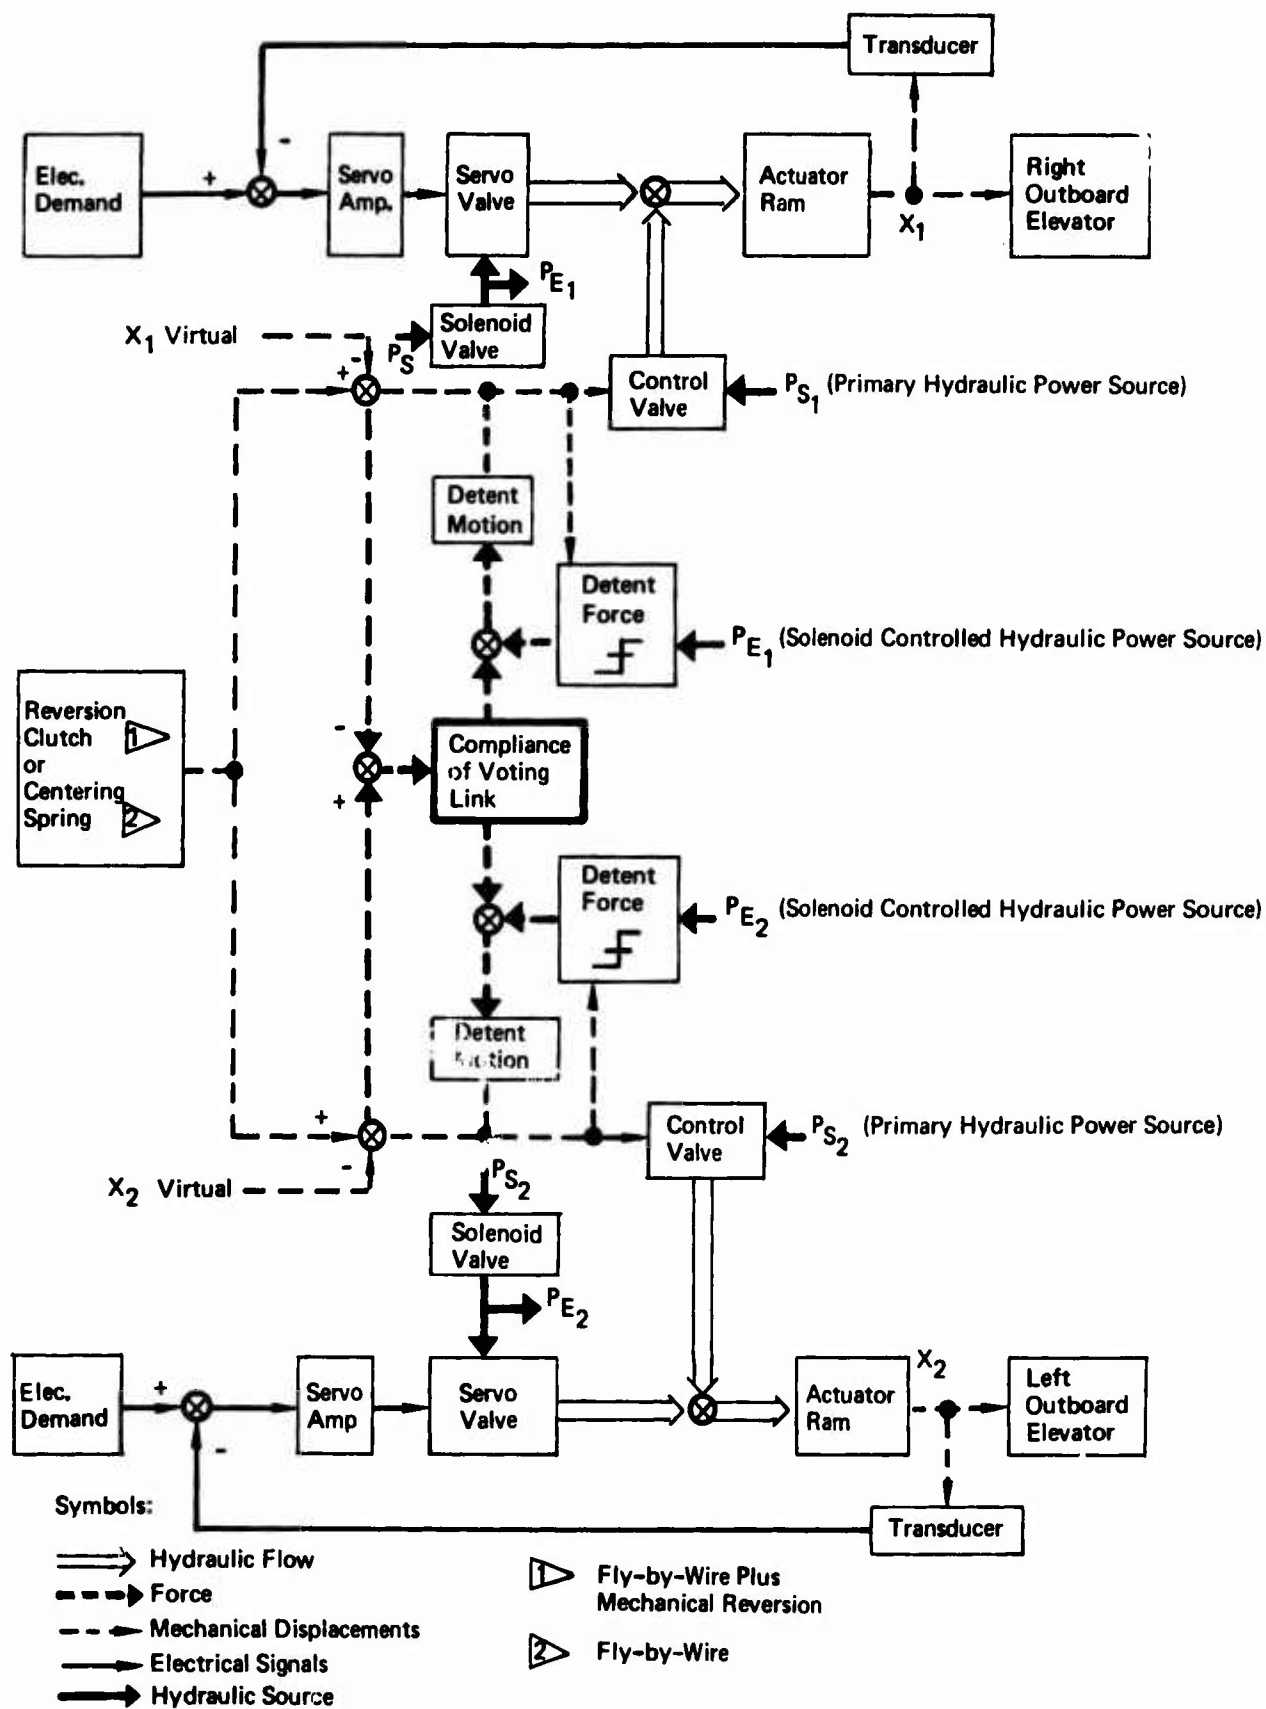 Transducer
Elec.
Demand
+
-
Servo
Amp.
Servo
Valve
Actuator
Ram
X1
Right
Outboard
Elevator
PE1
X1 Virtual
PS
Solenoid
Valve
-
+
Control
Valve
PS1 (Primary Hydraulic Power Source)
Detent
Motion
Detent
Force
PE1 (Solenoid Controlled Hydraulic Power Source)
Reversion
Clutch 1
or
Centering
Spring 2
-
+
Compliance
of Voting
Link
Detent
Force
PE2 (Solenoid Controlled Hydraulic Power Source)
Detent
+
-
X2 Virtual
Control
Valve
PS2 (Primary Hydraulic Power Source)
PS2
Solenoid
Valve
PE2
Elec.
Demand
+
-
Servo
Amp
Servo
Valve
Actuator
Ram
X2
Left
Outboard
Elevator
Transducer
Symbols:
Hydraulic Flow
Force
Mechanical Displacements
Electrical Signals
Hydraulic Source
1 Fly-by-Wire Plus
Mechanical Reversion
2 Fly-by-Wire